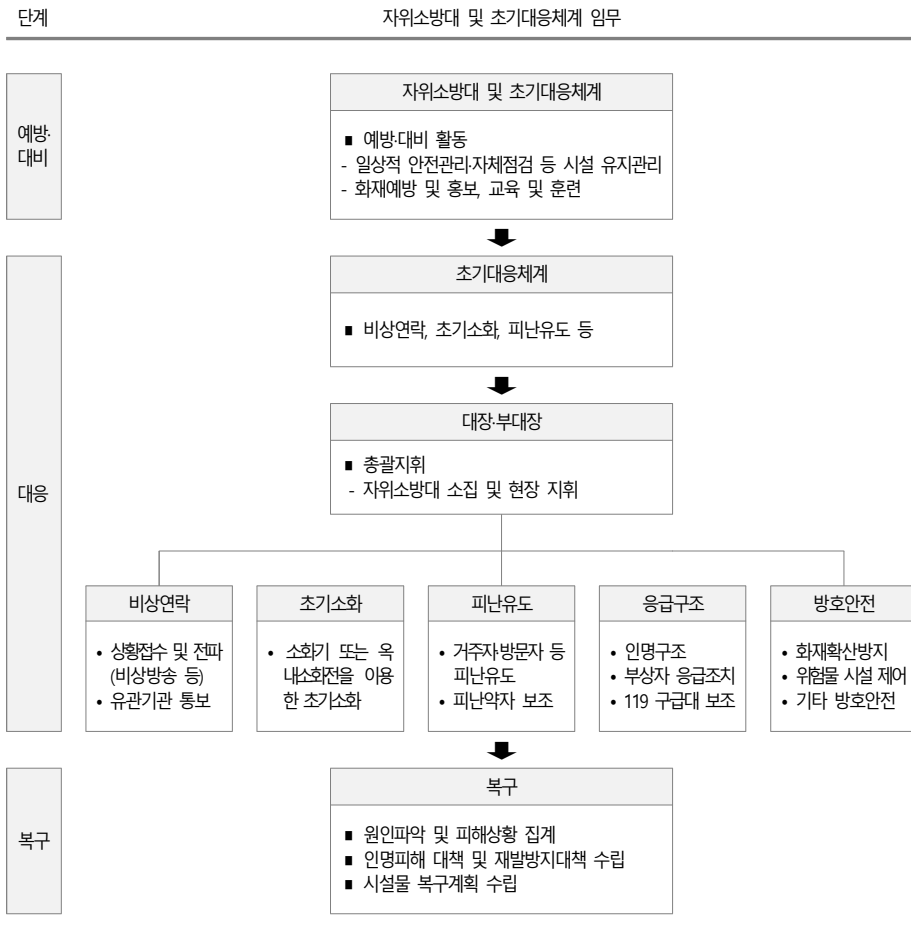 단계 자위소방대 및 초기대응체계 임무
예방·
대비
자위소방대 및 초기대응체계
■ 예방·대비 활동
- 일상적 안전관리·자체점검 등 시설 유지관리
- 화재예방 및 홍보, 교육 및 훈련
대응
초기대응체계
■ 비상연락, 초기소화, 피난유도 등
대장·부대장
■ 총괄지휘
- 자위소방대 소집 및 현장 지휘
비상연락
• 상황접수 및 전파
(비상방송 등)
• 유관기관 통보
초기소화
• 소화기 또는 옥
내소화전을 이용
한 초기소화
피난유도
• 거주자·방문자 등
피난유도
• 피난약자 보조
응급구조
• 인명구조
• 부상자 응급조치
• 119 구급대 보조
방호안전
• 화재확산방지
• 위험물 시설 제어
• 기타 방호안전
복구
복구
■ 원인파악 및 피해상황 집계
■ 인명피해 대책 및 재발방지대책 수립
■ 시설물 복구계획 수립